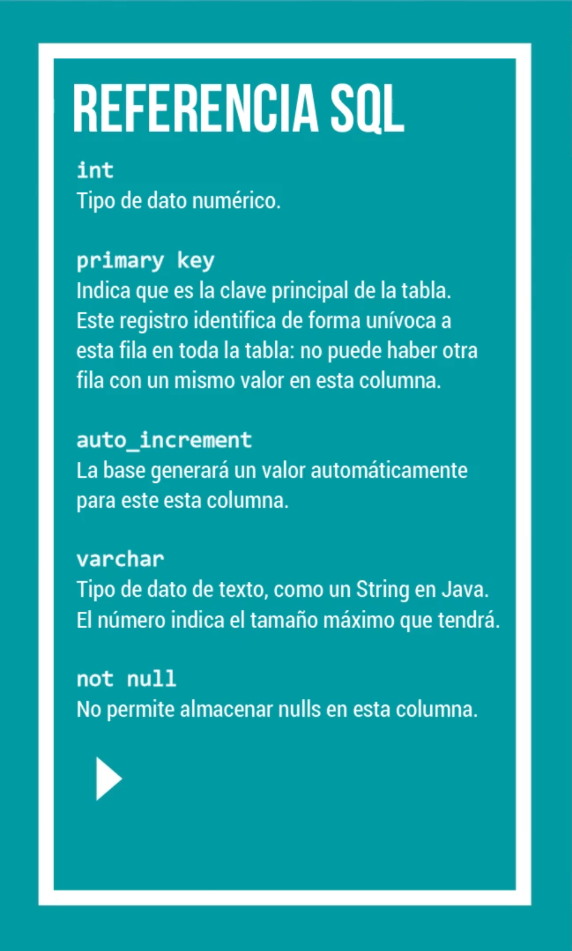 REFERENCIA SQL
int
Tipo de dato numérico.
primary key
Indica que es la clave principal de la tabla.
Este registro identifica de forma unívoca a
esta fila en toda la tabla: no puede haber otra
fila con un mismo valor en esta columna.
auto_increment
La base generará un valor automáticamente
para este esta columna.
varchar
Tipo de dato de texto, como un String en Java.
El número indica el tamaño máximo que tendrá.
not null
No permite almacenar nulls en esta columna.